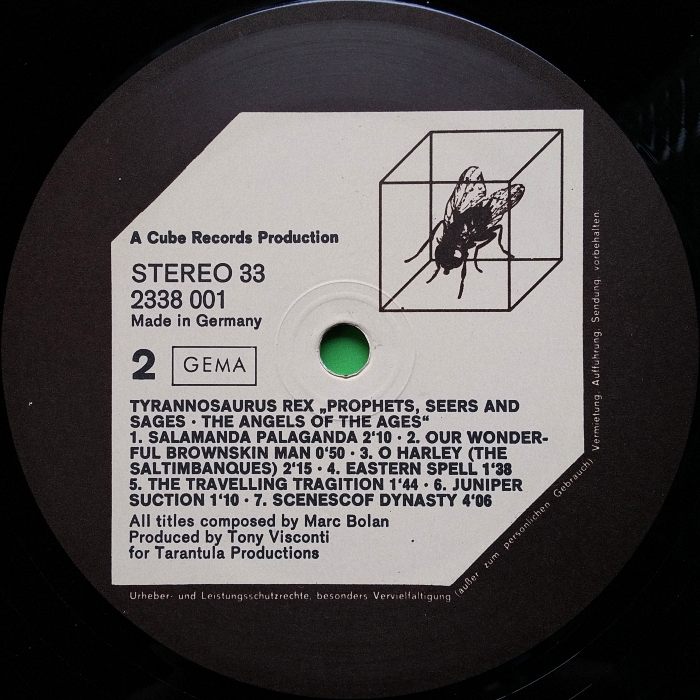 A Cube Records Production
STEREO 33
2338 001
Made in Germany
2 GEMA
TYRANNOSAURUS REX „PROPHETS, SEERS AND
SAGES · THE ANGELS OF THE AGES“
1. SALAMANDA PALAGANDA 2'10 · 2. OUR WONDER-
FUL BROWNSKIN MAN 0'50 · 3. O HARLEY (THE
SALTIMBANQUES) 2'15 · 4. EASTERN SPELL 1'38
5. THE TRAVELLING TRAGITION 1'44 · 6. JUNIPER
SUCTION 1'10 · 7. SCENESCOF DYNASTY 4'06
All titles composed by Marc Bolan
Produced by Tony Visconti
for Tarantula Productions
Urheber- und Leistungsschutzrechte, besonders Vervielfältigung (außer zum persönlichen Gebrauch) Vermietung, Aufführung, Sendung vorbehalten.